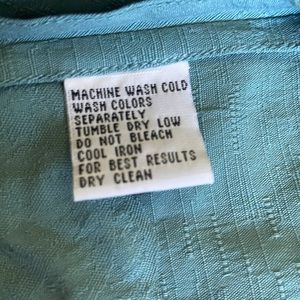 MACHINE WASH COLD
WASH COLORS
SEPARATELY
TUMBLE DRY LOW
DO NOT BLEACH
COOL IRON
FOR BEST RESULTS
DRY CLEAN